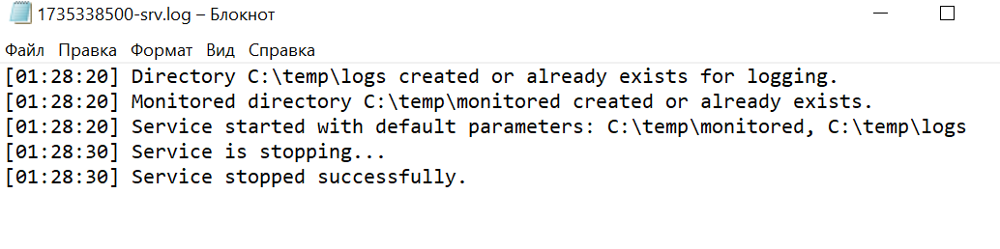 1735338500-srv.log – Блокнот
Файл Правка Формат Вид Справка
[01:28:20] Directory C:\temp\logs created or already exists for logging.
[01:28:20] Monitored directory C:\temp\monitored created or already exists.
[01:28:20] Service started with default parameters: C:\temp\monitored, C:\temp\logs
[01:28:30] Service is stopping...
[01:28:30] Service stopped successfully.